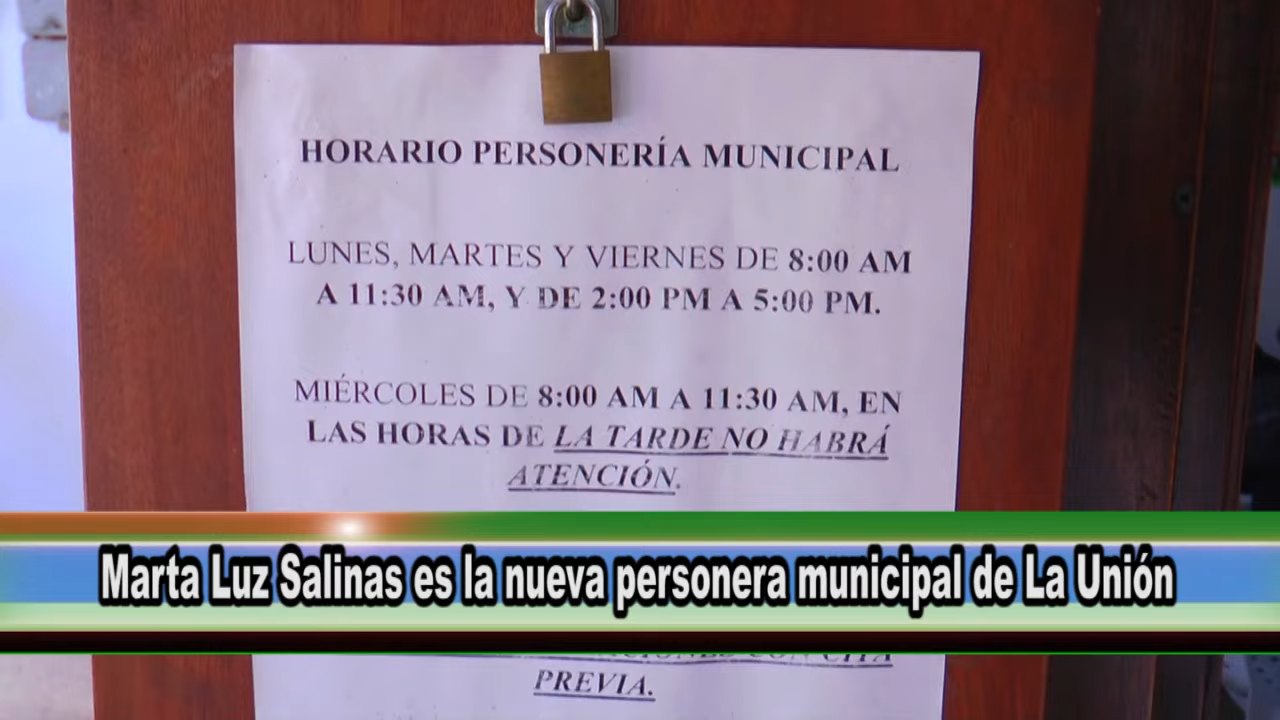 HORARIO PERSONERÍA MUNICIPAL
LUNES, MARTES Y VIERNES DE 8:00 AM
A 11:30 AM, Y DE 2:00 PM A 5:00 PM.
MIÉRCOLES DE 8:00 AM A 11:30 AM, EN
LAS HORAS DE LA TARDE NO HABRÁ
ATENCIÓN.
Marta Luz Salinas es la nueva personera municipal de La Unión
CON CITA
PREVIA.